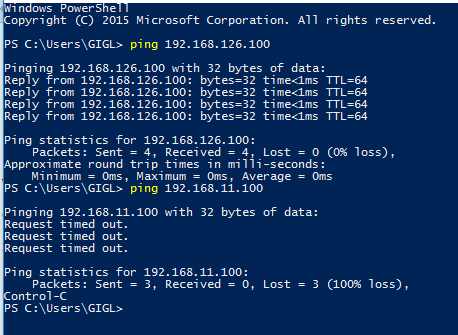 Windows PowerShell
Copyright (C) 2015 Microsoft Corporation. All rights reserved.
PS C:\Users\GIGL> ping 192.168.126.100
Pinging 192.168.126.100 with 32 bytes of data:
Reply from 192.168.126.100: bytes=32 time<1ms TTL=64
Reply from 192.168.126.100: bytes=32 time<1ms TTL=64
Reply from 192.168.126.100: bytes=32 time<1ms TTL=64
Reply from 192.168.126.100: bytes=32 time<1ms TTL=64
Ping statistics for 192.168.126.100:
Packets: Sent = 4, Received = 4, Lost = 0 (0% loss),
Approximate round trip times in milli-seconds:
Minimum = 0ms, Maximum = 0ms, Average = 0ms
PS C:\Users\GIGL> ping 192.168.11.100
Pinging 192.168.11.100 with 32 bytes of data:
Request timed out.
Request timed out.
Request timed out.
Ping statistics for 192.168.11.100:
Packets: Sent = 3, Received = 0, Lost = 3 (100% loss),
Control-C
PS C:\Users\GIGL>